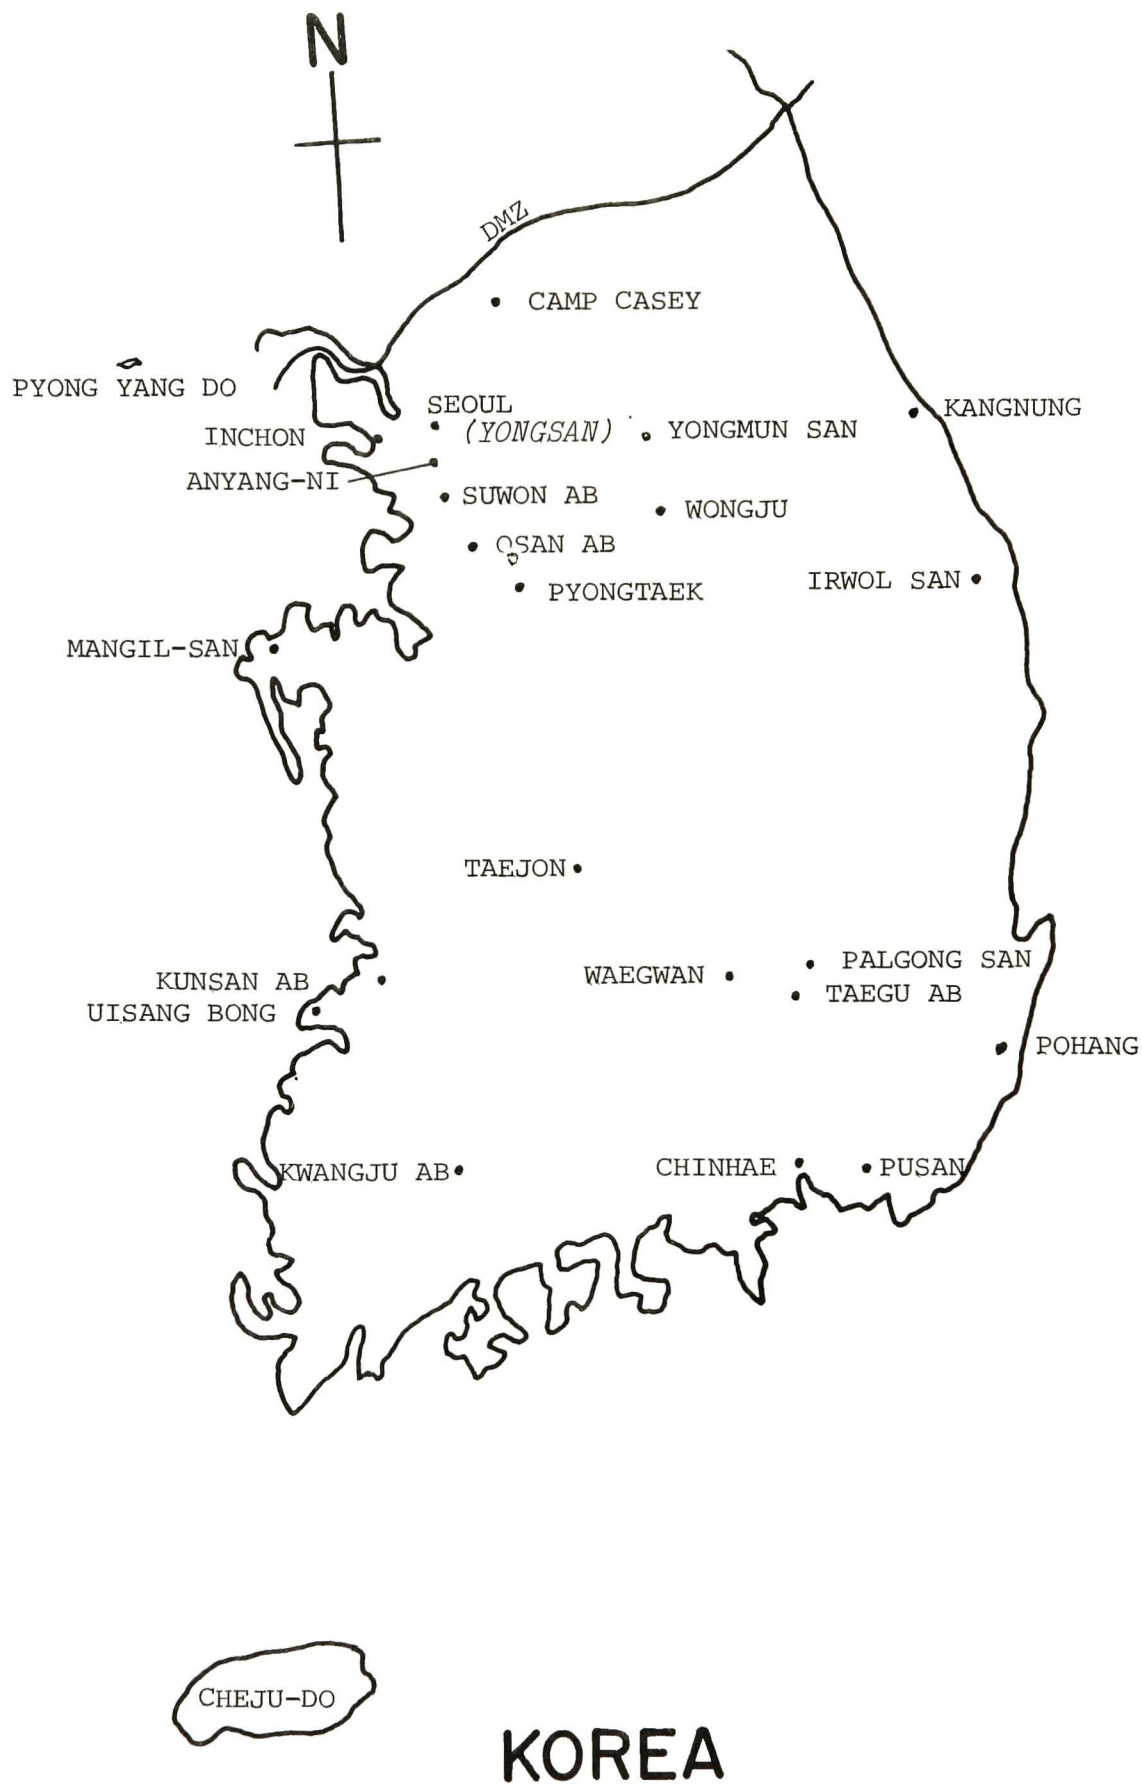 N
DMZ
CAMP CASEY
PYONG YANG DO
SEOUL
(YONGSAN)
KANGNUNG
INCHON
YONGMUN SAN
ANYANG-NI
SUWON AB
WONGJU
OSAN AB
IRWOL SAN
PYONGTAEK
MANGIL-SAN
TAEJON
PALGONG SAN
WAEGWAN
KUNSAN AB
TAEGU AB
UISANG BONG
POHANG
KWANGJU AB
CHINHAE
PUSAN
CHEJU-DO
KOREA